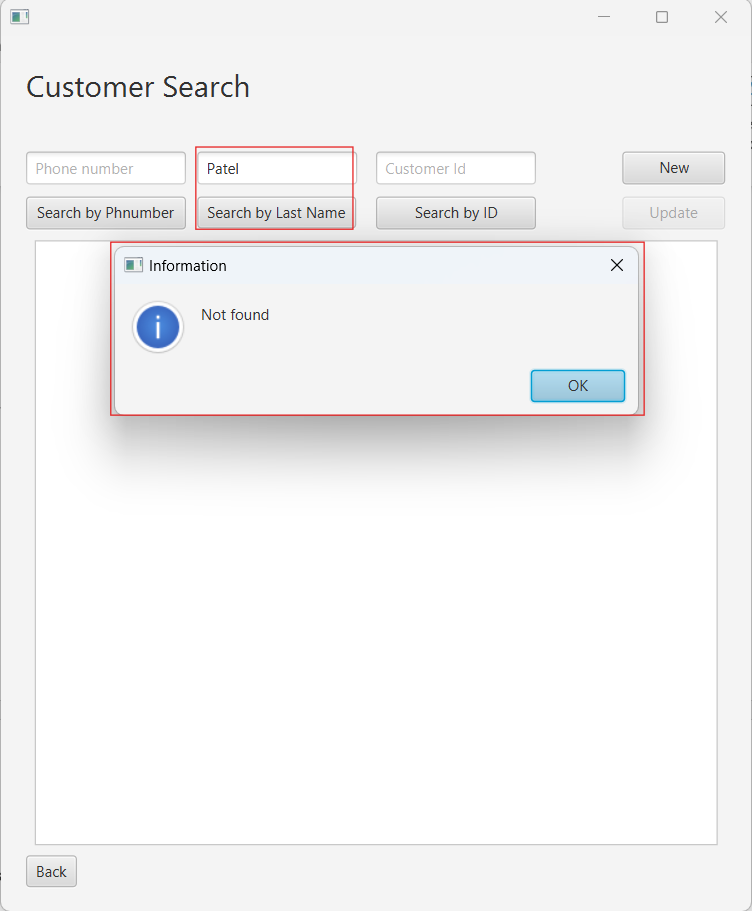 Customer Search
Phone number
Patel
Customer Id
New
Search by Phnumber
Search by Last Name
Search by ID
Update
Information
Not found
OK
Back